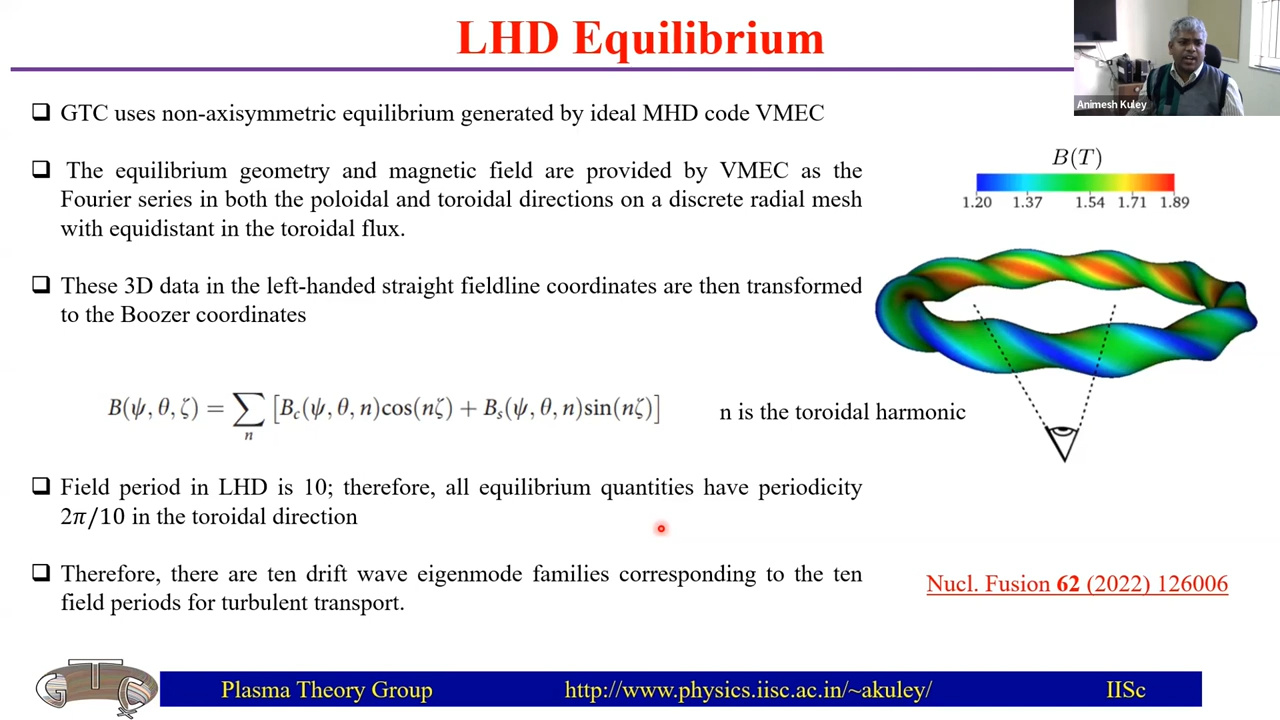 LHD Equilibrium
Animesh Kuley
❑ GTC uses non-axisymmetric equilibrium generated by ideal MHD code VMEC
❑ The equilibrium geometry and magnetic field are provided by VMEC as the
Fourier series in both the poloidal and toroidal directions on a discrete radial mesh
with equidistant in the toroidal flux.
❑ These 3D data in the left-handed straight fieldline coordinates are then transformed
to the Boozer coordinates
B(T)
1.20 1.37 1.54 1.71 1.89
B(ψ, θ, ζ) = ∑ₙ [B_c(ψ, θ, n)cos(nζ) + B_s(ψ, θ, n)sin(nζ)]
n is the toroidal harmonic
❑ Field period in LHD is 10; therefore, all equilibrium quantities have periodicity
2π/10 in the toroidal direction
❑ Therefore, there are ten drift wave eigenmode families corresponding to the ten
field periods for turbulent transport.
Nucl. Fusion 62 (2022) 126006
GTC
Plasma Theory Group http://www.physics.iisc.ac.in/~akuley/ IISc